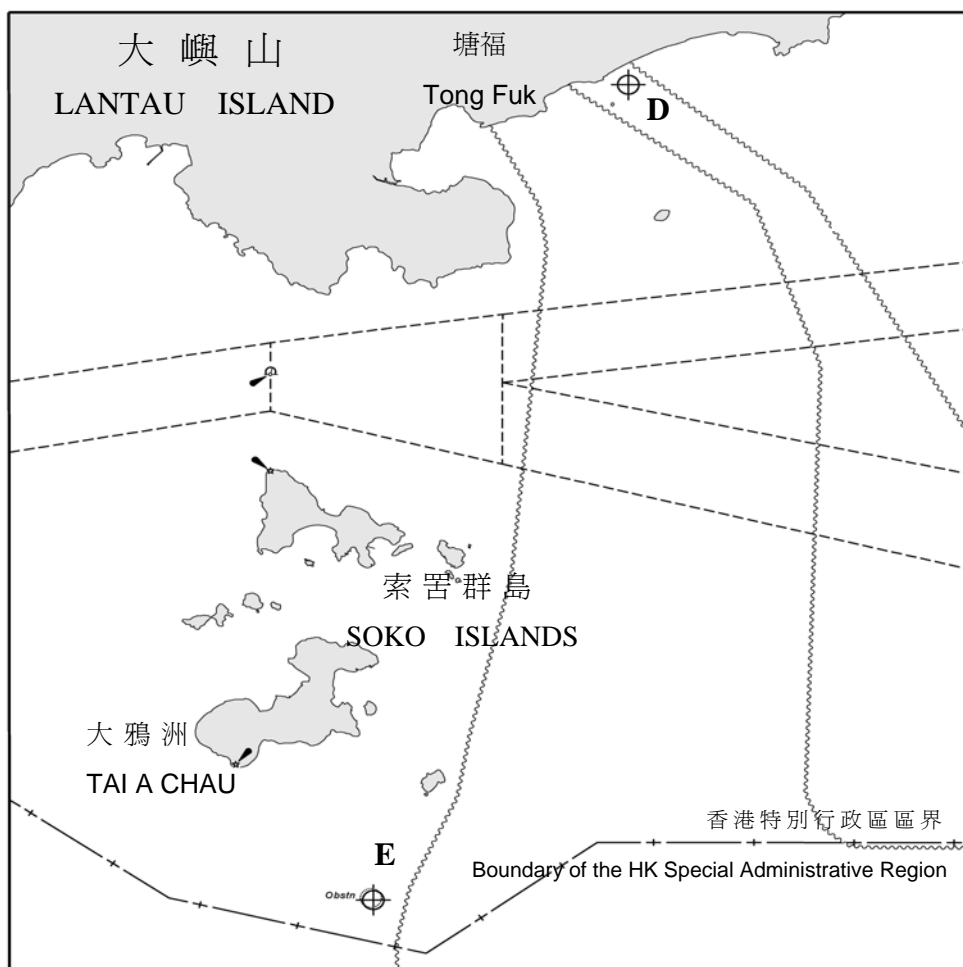 大嶼山
LANTAU ISLAND
塘福
Tong Fuk
D
索罟群島
SOKO ISLANDS
大鴉洲
TAI A CHAU
香港特別行政區區界
Boundary of the HK Special Administrative Region
E
Obstn